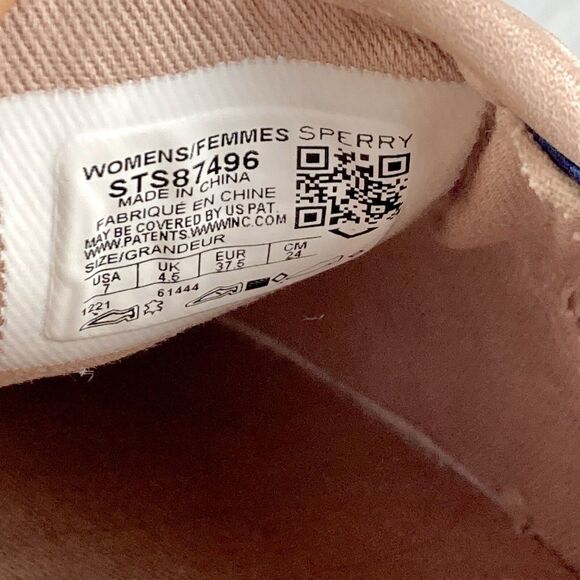 WOMENS/FEMMES SPERRY
STS87496
MADE IN CHINA
FABRIQUÉ EN CHINE
MAY BE COVERED BY US PAT.
WWW.PATENTS.WWWINC.COM
SIZE/GRANDEUR
USA UK EUR CM
7 4.5 37.5 24
1221 61444